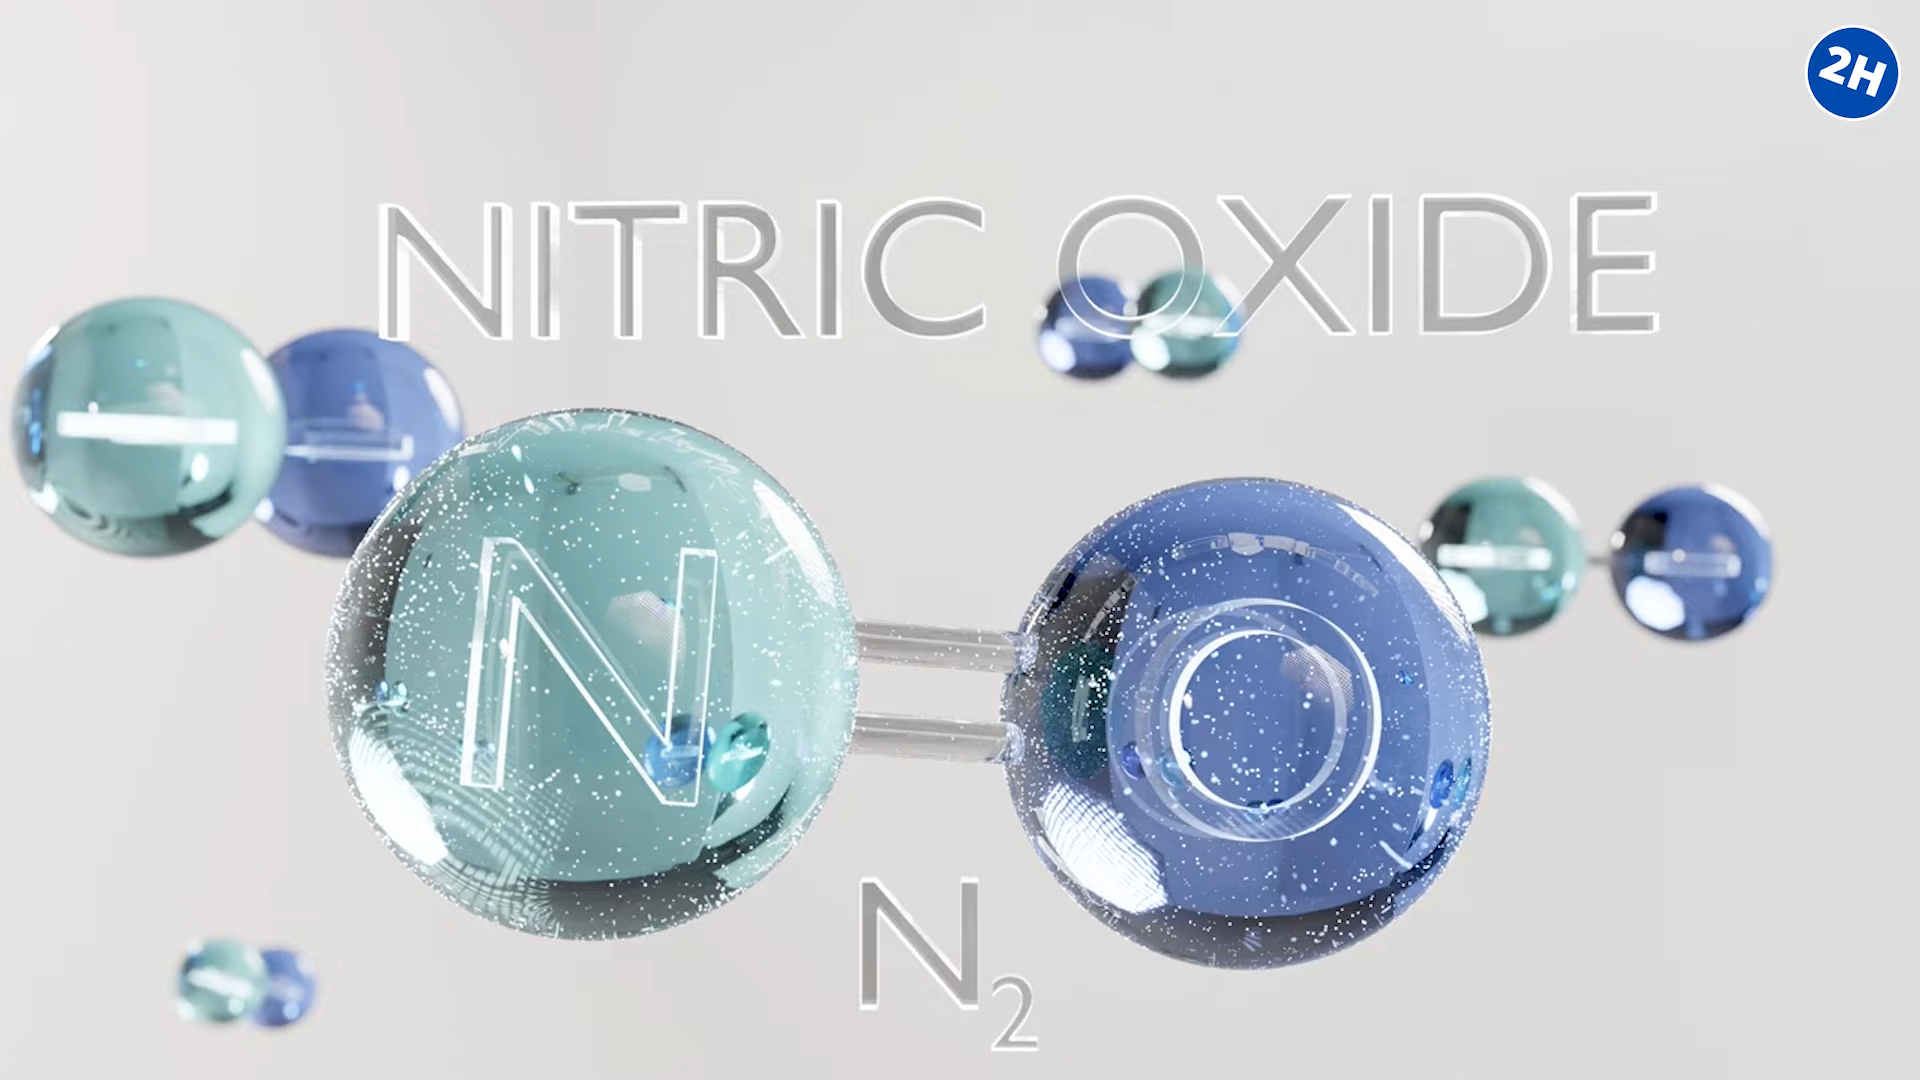 2H
NITRIC OXIDE
N
O
N₂